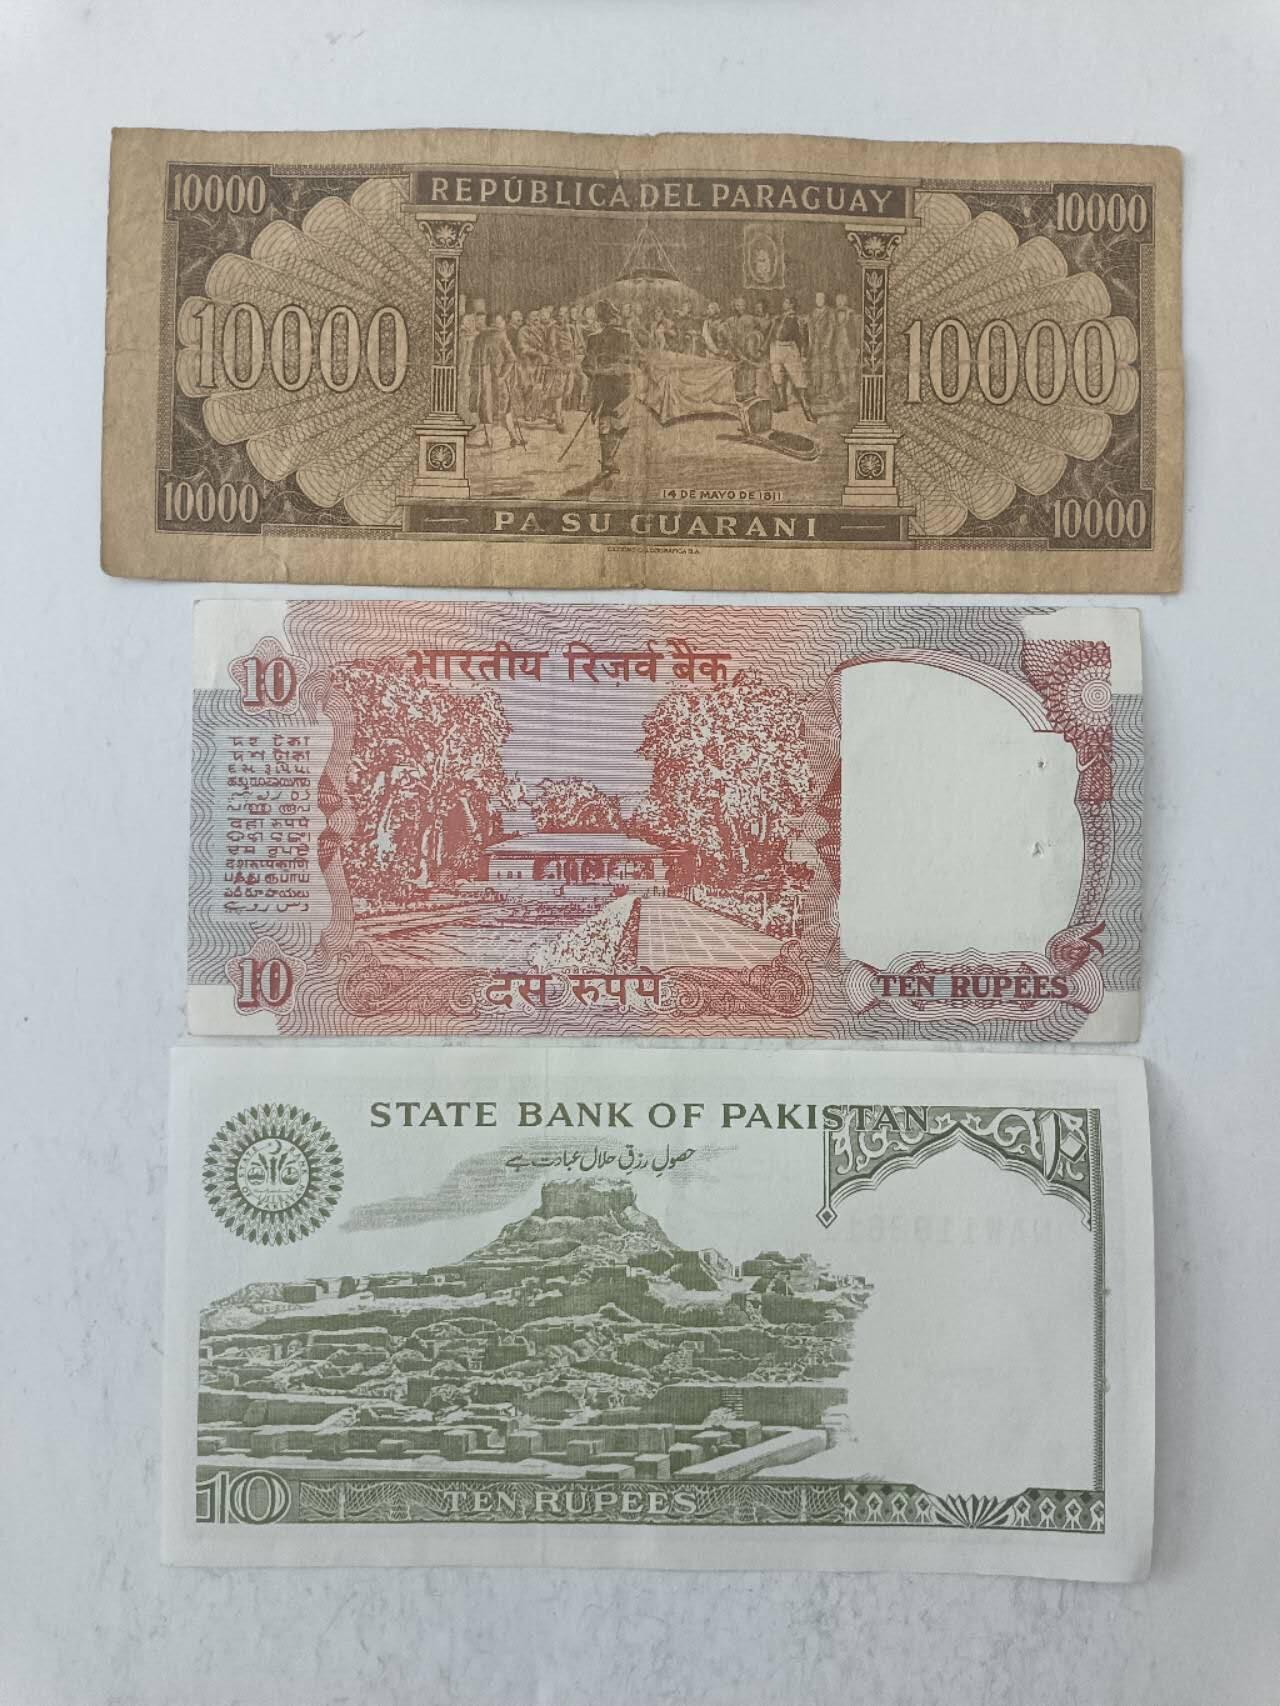 10000
REPÚBLICA DEL PARAGUAY
10000
10000
10000
14 DE MAYO DE 1811
10000
PA SU GUARANI
10000
10
भारतीय रिज़र्व बैंक
10
दस रुपये
TEN RUPEES
STATE BANK OF PAKISTAN
۱۰
حصولِ رزقِ حلال عبادت ہے
10
TEN RUPEES